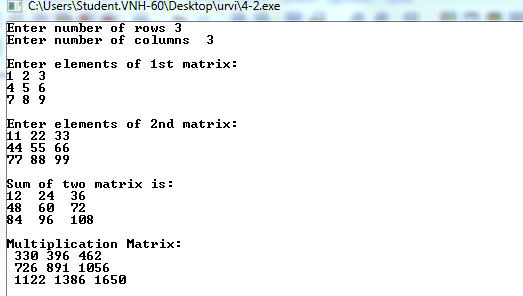 C:\Users\Student.VNH-60\Desktop\urvi\4-2.exe
Enter number of rows 3
Enter number of columns  3
Enter elements of 1st matrix:
1 2 3
4 5 6
7 8 9
Enter elements of 2nd matrix:
11 22 33
44 55 66
77 88 99
Sum of two matrix is:
12  24  36
48  60  72
84  96  108
Multiplication Matrix:
 330 396 462
 726 891 1056
 1122 1386 1650